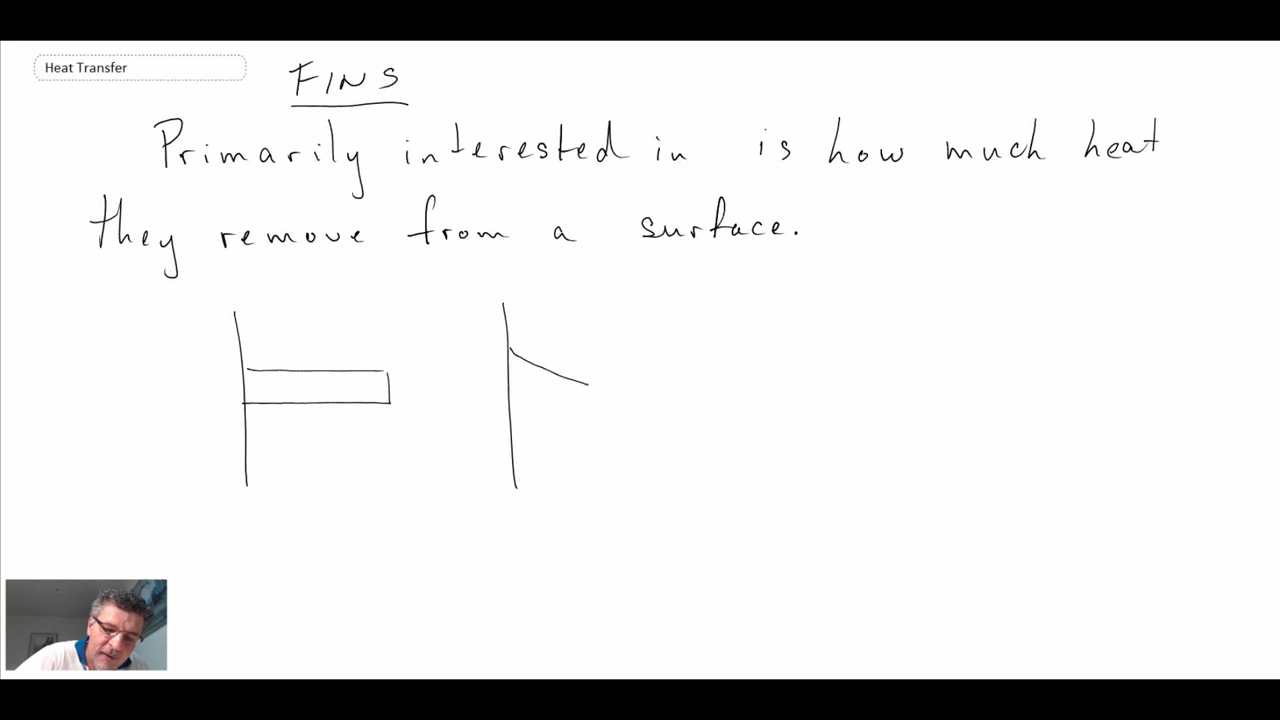 Heat Transfer
FINS
Primarily interested in is how much heat
they remove from a surface.